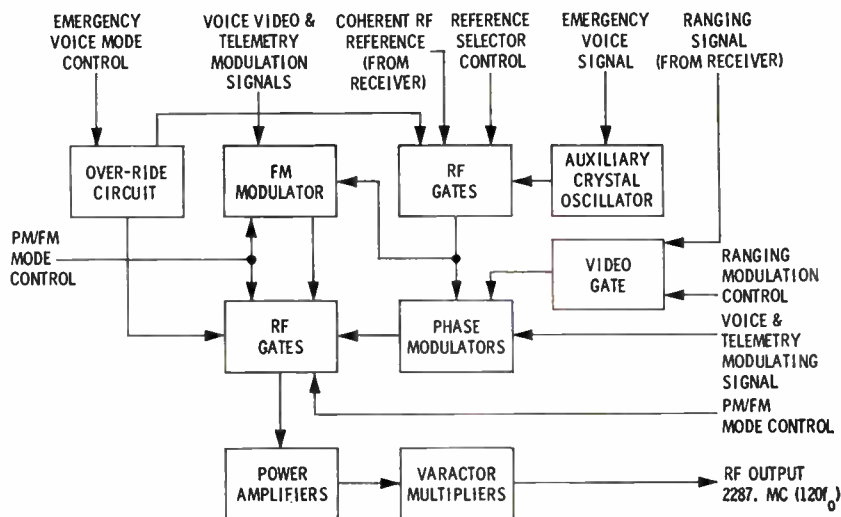 EMERGENCY
VOICE MODE
CONTROL
VOICE VIDEO &
TELEMETRY
MODULATION
SIGNALS
COHERENT RF
REFERENCE
(FROM
RECEIVER)
REFERENCE
SELECTOR
CONTROL
EMERGENCY
VOICE
SIGNAL
RANGING
SIGNAL
(FROM RECEIVER)
OVER-RIDE
CIRCUIT
FM
MODULATOR
RF
GATES
AUXILIARY
CRYSTAL
OSCILLATOR
PM/FM
MODE
CONTROL
VIDEO
GATE
RANGING
MODULATION
CONTROL
RF
GATES
PHASE
MODULATORS
VOICE &
TELEMETRY
MODULATING
SIGNAL
PM/FM
MODE CONTROL
POWER
AMPLIFIERS
VARACTOR
MULTIPLIERS
RF OUTPUT
2287. MC (120f₀)